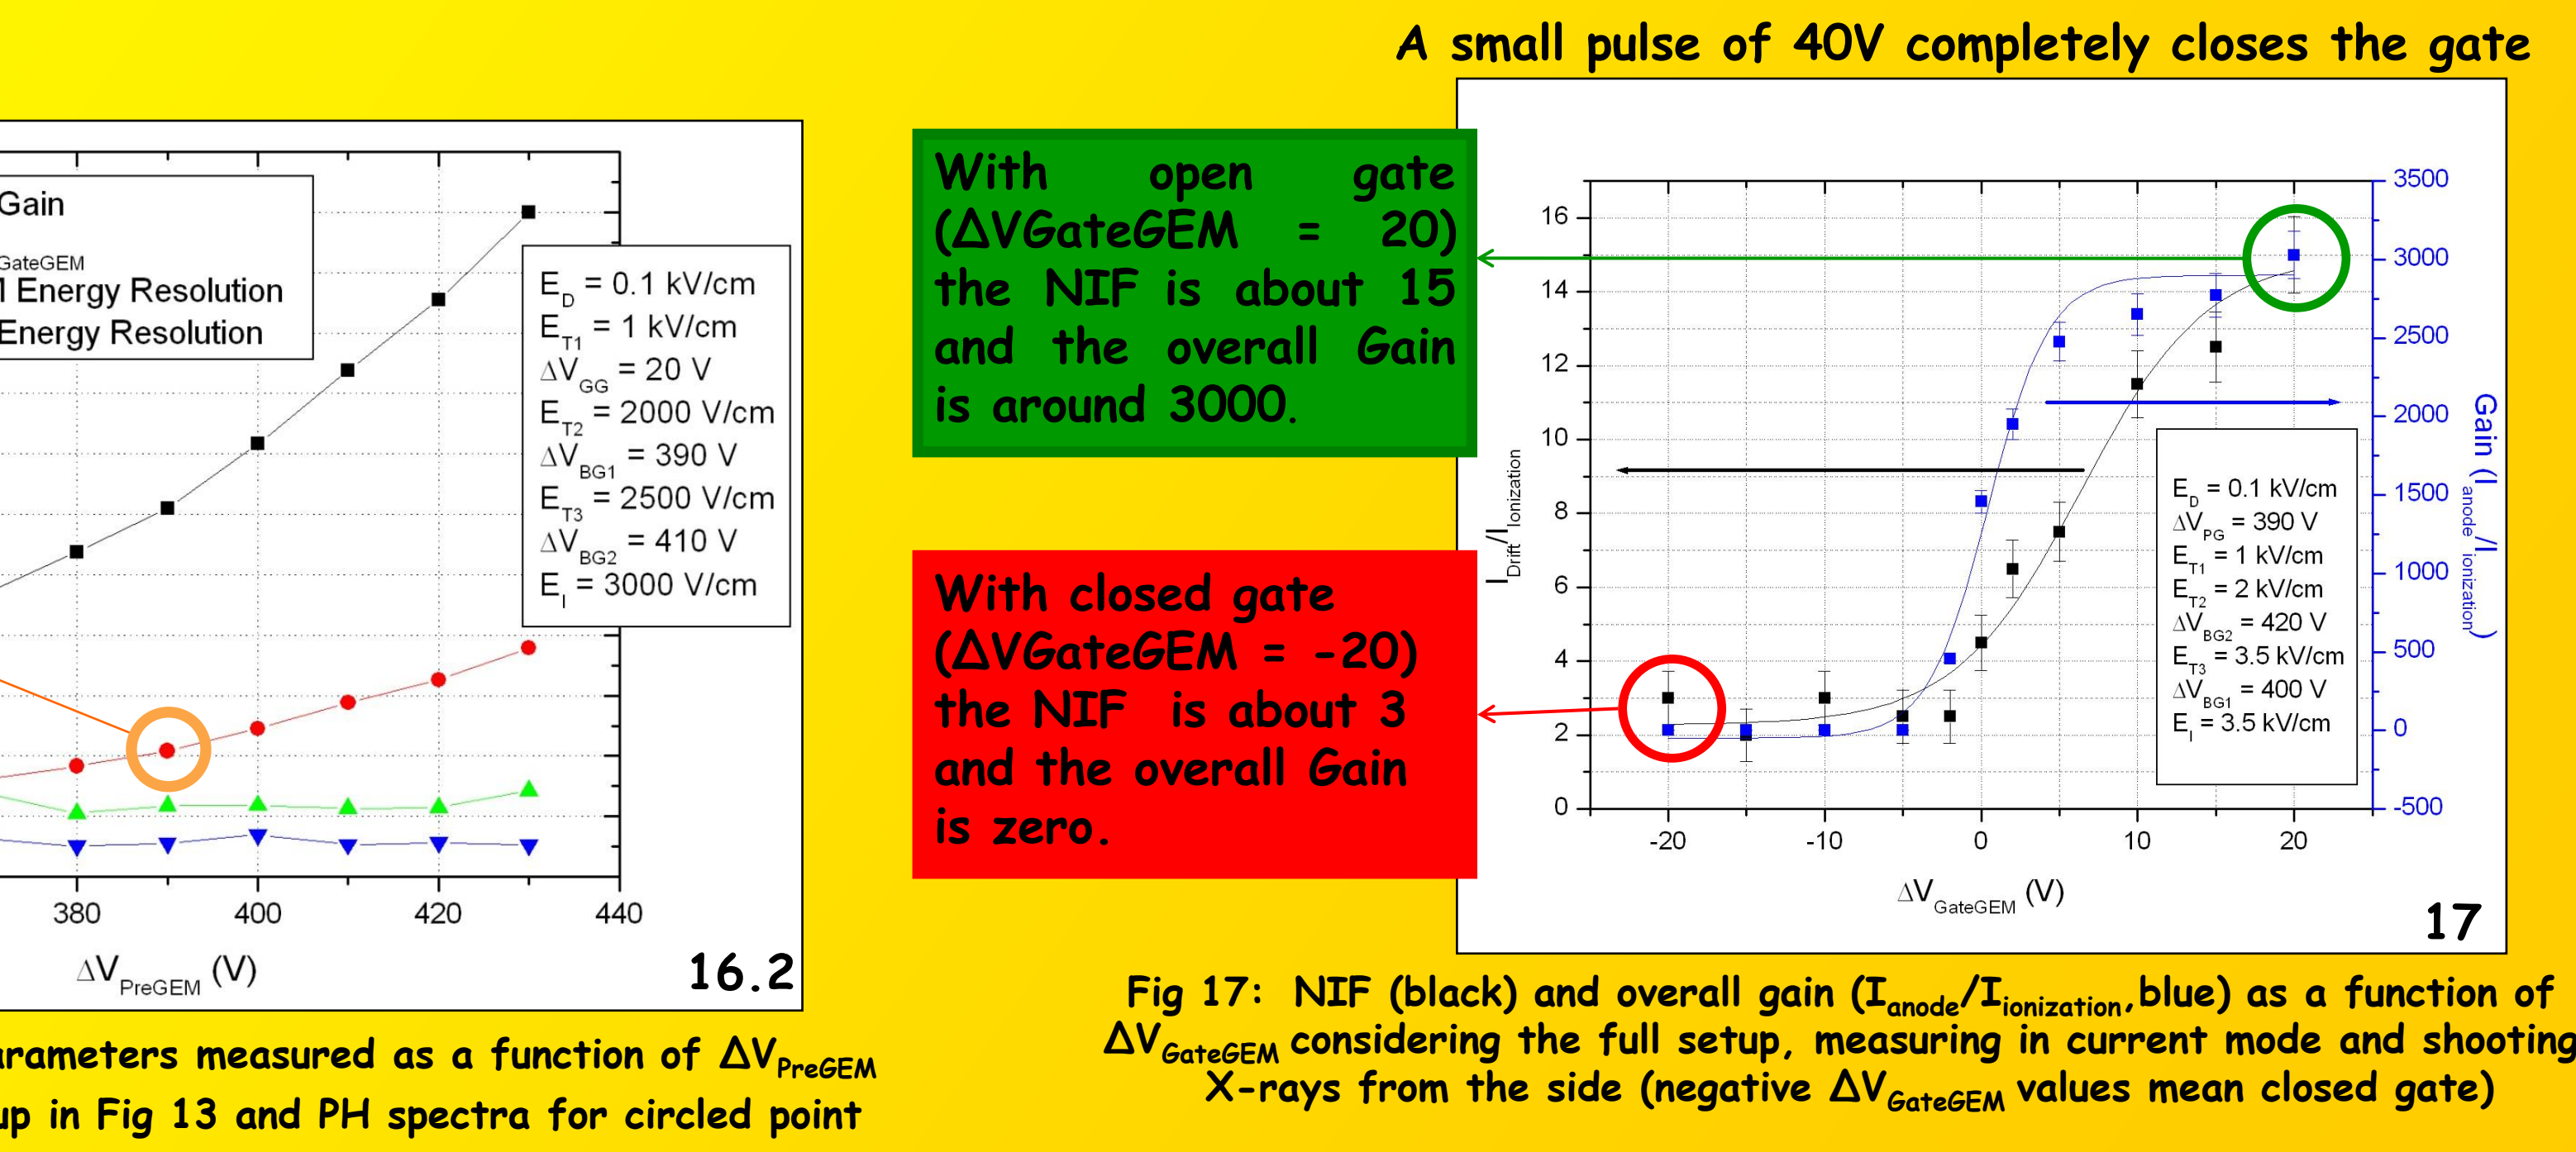 A small pulse of 40V completely closes the gate
Gain
GateGEM
Energy Resolution
Energy Resolution
E_D = 0.1 kV/cm
E_T1 = 1 kV/cm
ΔV_GG = 20 V
E_T2 = 2000 V/cm
ΔV_BG1 = 390 V
E_T3 = 2500 V/cm
ΔV_BG2 = 410 V
E_I = 3000 V/cm
380 400 420 440
ΔV_PreGEM (V)
16.2
arameters measured as a function of ΔV_PreGEM
up in Fig 13 and PH spectra for circled point
With open gate
(ΔVGateGEM = 20)
the NIF is about 15
and the overall Gain
is around 3000.
With closed gate
(ΔVGateGEM = -20)
the NIF is about 3
and the overall Gain
is zero.
I_Drift/I_Ionization
16
14
12
10
8
6
4
2
0
3500
3000
2500
2000
1500
1000
500
0
-500
Gain (I_anode/I_ionization)
E_D = 0.1 kV/cm
ΔV_PG = 390 V
E_T1 = 1 kV/cm
E_T2 = 2 kV/cm
ΔV_BG2 = 420 V
E_T3 = 3.5 kV/cm
ΔV_BG1 = 400 V
E_I = 3.5 kV/cm
-20 -10 0 10 20
ΔV_GateGEM (V)
17
Fig 17: NIF (black) and overall gain (I_anode/I_ionization,blue) as a function of
ΔV_GateGEM considering the full setup, measuring in current mode and shooting
X-rays from the side (negative ΔV_GateGEM values mean closed gate)